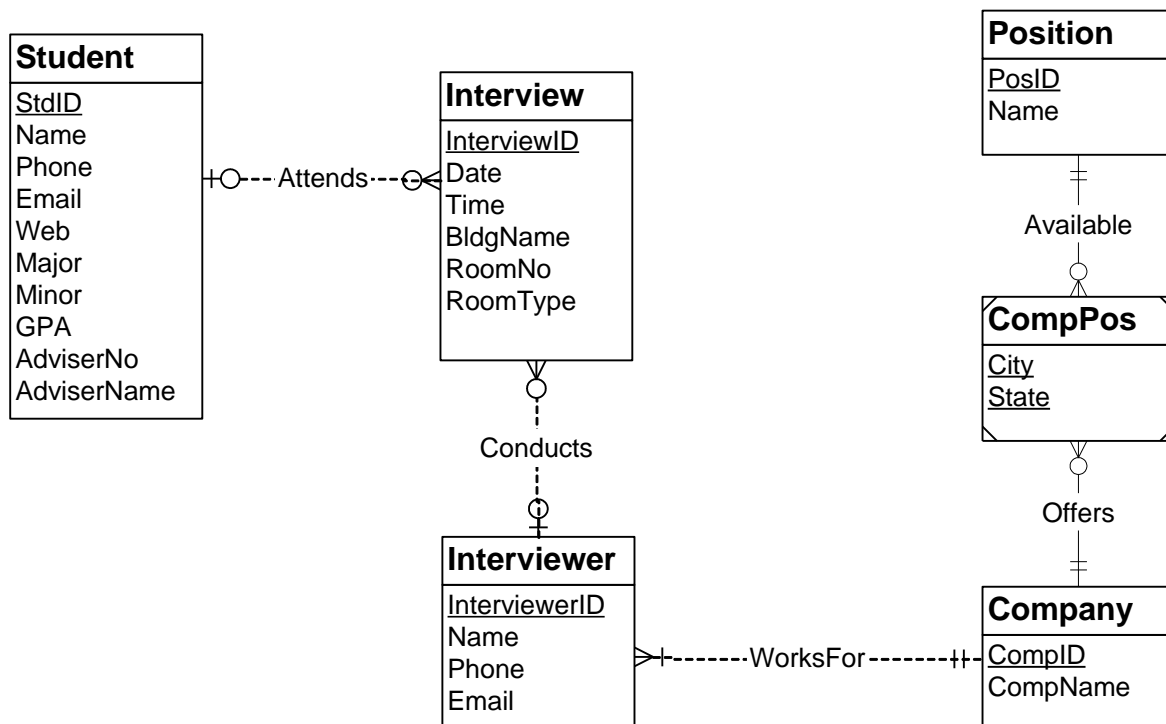 Student
StdID
Name
Phone
Email
Web
Major
Minor
GPA
AdviserNo
AdviserName
Attends
Interview
InterviewID
Date
Time
BldgName
RoomNo
RoomType
Conducts
Interviewer
InterviewerID
Name
Phone
Email
WorksFor
Position
PosID
Name
Available
CompPos
City
State
Offers
Company
CompID
CompName